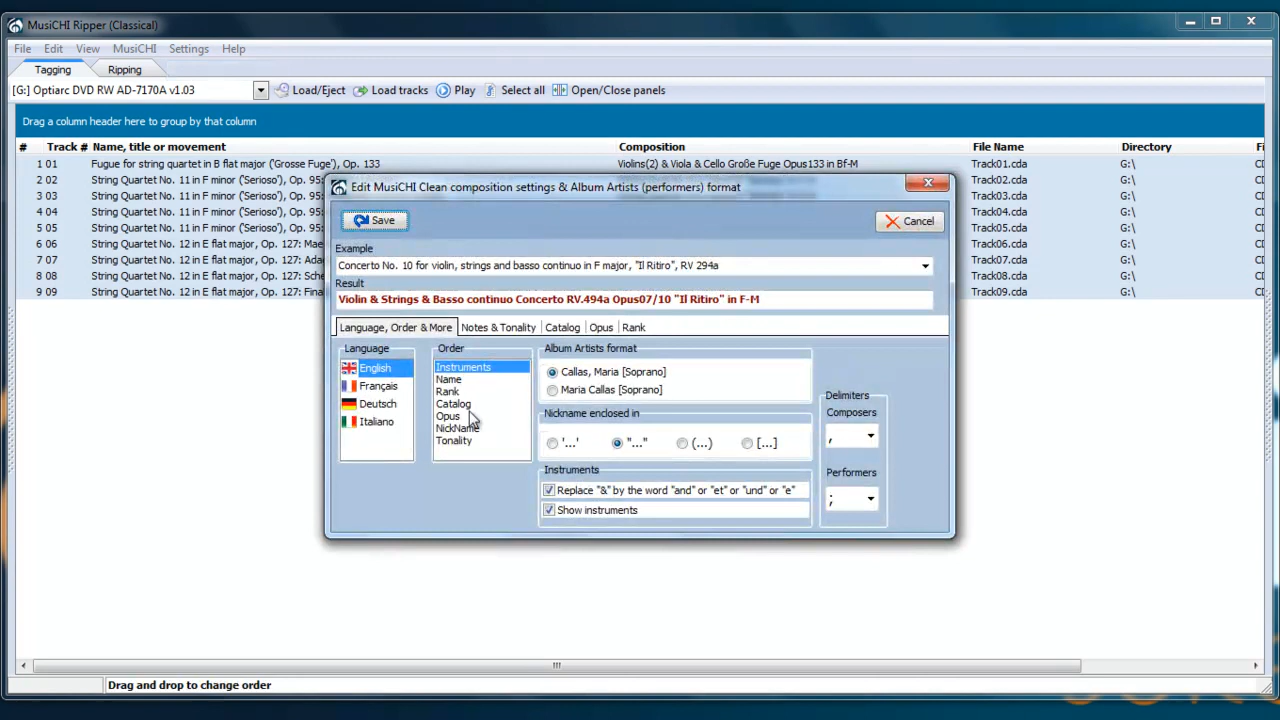 MusiCHI Ripper (Classical)
File Edit View MusiCHI Settings Help
Tagging Ripping
[G:] Optiarc DVD RW AD-7170A v1.03 Load/Eject Load tracks Play Select all Open/Close panels
Drag a column header here to group by that column
# Track # Name, title or movement Composition File Name Directory
1 01 Fugue for string quartet in B flat major ('Grosse Fuge'), Op. 133 Violins(2) & Viola & Cello Große Fuge Opus133 in Bf-M Track01.cda G:\
2 02 String Quartet No. 11 in F minor ('Serioso'), Op. 95: Track02.cda G:\
3 03 String Quartet No. 11 in F minor ('Serioso'), Op. 95: Track03.cda G:\
4 04 String Quartet No. 11 in F minor ('Serioso'), Op. 95: Track04.cda G:\
5 05 String Quartet No. 11 in F minor ('Serioso'), Op. 95: Track05.cda G:\
6 06 String Quartet No. 12 in E flat major, Op. 127: Mae Track06.cda G:\
7 07 String Quartet No. 12 in E flat major, Op. 127: Ada Track07.cda G:\
8 08 String Quartet No. 12 in E flat major, Op. 127: Sche Track08.cda G:\
9 09 String Quartet No. 12 in E flat major, Op. 127: Fina Track09.cda G:\
Edit MusiCHI Clean composition settings & Album Artists (performers) format
Save Cancel
Example
Concerto No. 10 for violin, strings and basso continuo in F major, "Il Ritiro", RV 294a
Result
Violin & Strings & Basso continuo Concerto RV.494a Opus07/10 "Il Ritiro" in F-M
Language, Order & More Notes & Tonality Catalog Opus Rank
Language
English
Français
Deutsch
Italiano
Order
Instruments
Name
Rank
Catalog
Opus
NickName
Tonality
Album Artists format
Callas, Maria [Soprano]
Maria Callas [Soprano]
Nickname enclosed in
'...' "..." (...) [...]
Instruments
Replace "&" by the word "and" or "et" or "und" or "e"
Show instruments
Delimiters
Composers
,
Performers
;
Drag and drop to change order